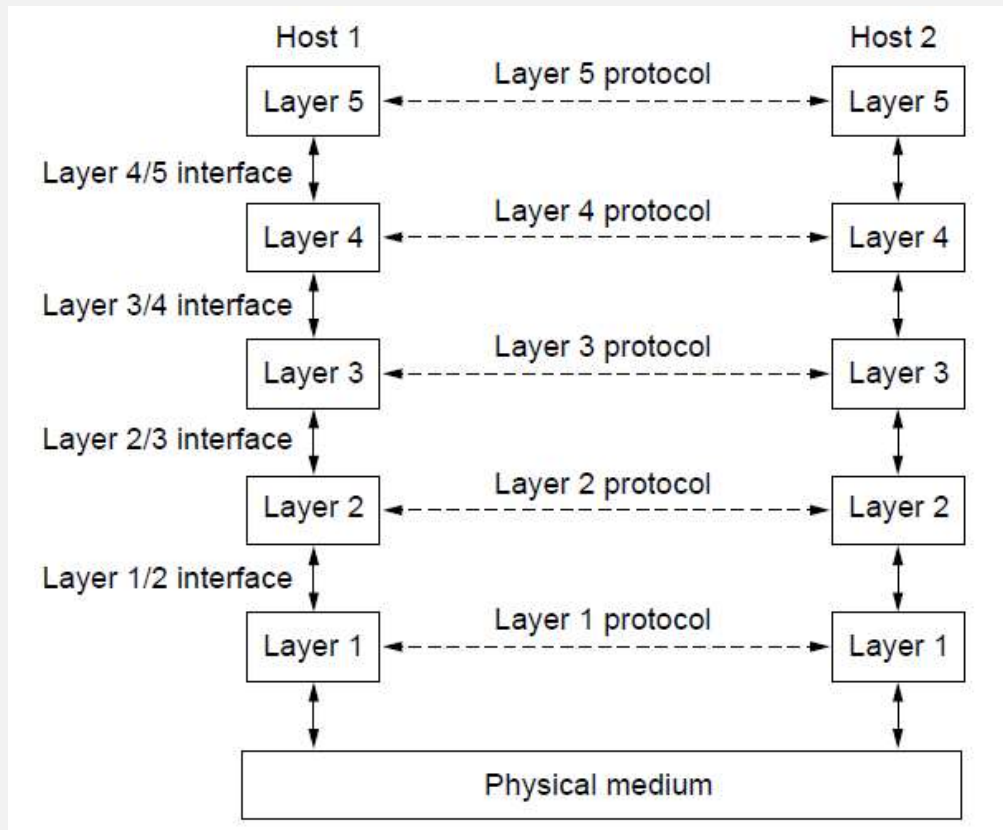 Host 1
Host 2
Layer 5 protocol
Layer 5
Layer 5
Layer 4/5 interface
Layer 4 protocol
Layer 4
Layer 4
Layer 3/4 interface
Layer 3 protocol
Layer 3
Layer 3
Layer 2/3 interface
Layer 2 protocol
Layer 2
Layer 2
Layer 1/2 interface
Layer 1 protocol
Layer 1
Layer 1
Physical medium